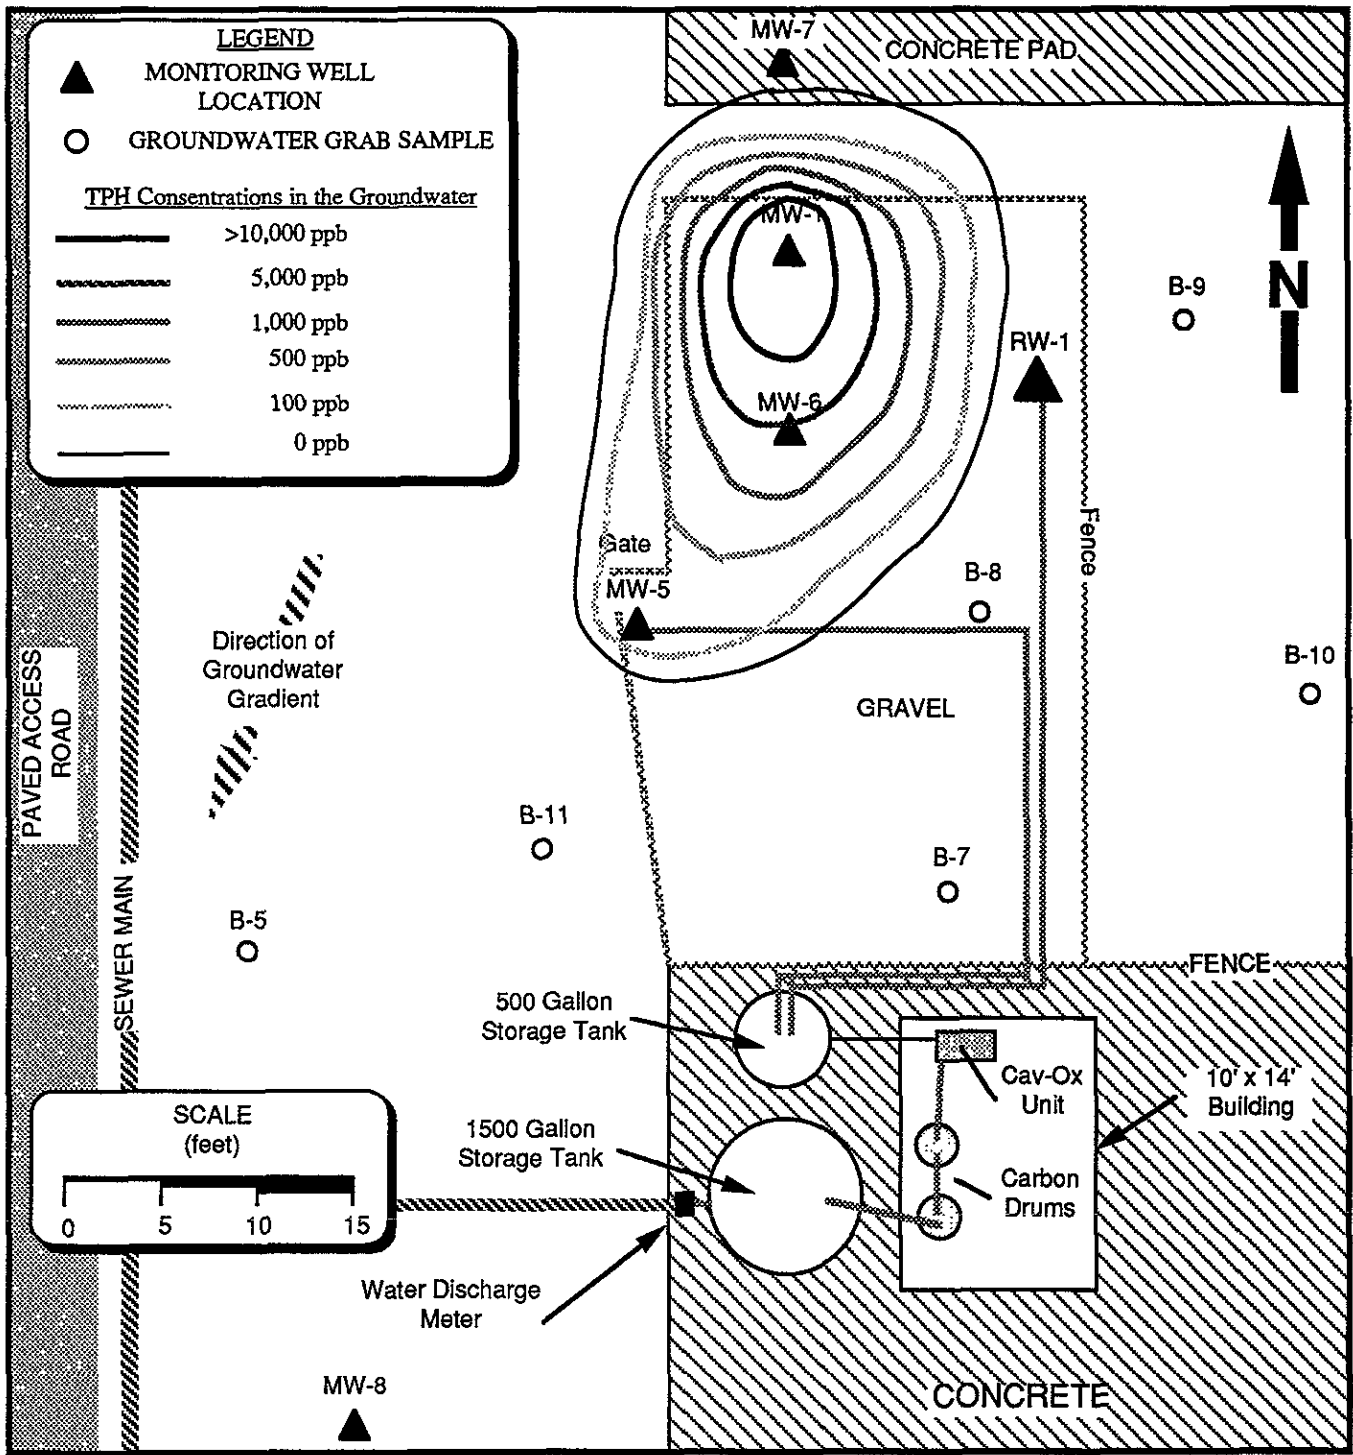 LEGEND
MONITORING WELL
LOCATION
GROUNDWATER GRAB SAMPLE
TPH Consentrations in the Groundwater
>10,000 ppb
5,000 ppb
1,000 ppb
500 ppb
100 ppb
0 ppb
MW-7
CONCRETE PAD
MW-1
N
B-9
RW-1
MW-6
Fence
Gate
MW-5
B-8
Direction of
Groundwater
Gradient
B-10
PAVED ACCESS
ROAD
GRAVEL
B-11
B-7
B-5
SEWER MAIN
FENCE
500 Gallon
Storage Tank
Cav-Ox
Unit
10' x 14'
Building
SCALE
(feet)
0 5 10 15
1500 Gallon
Storage Tank
Carbon
Drums
Water Discharge
Meter
MW-8
CONCRETE